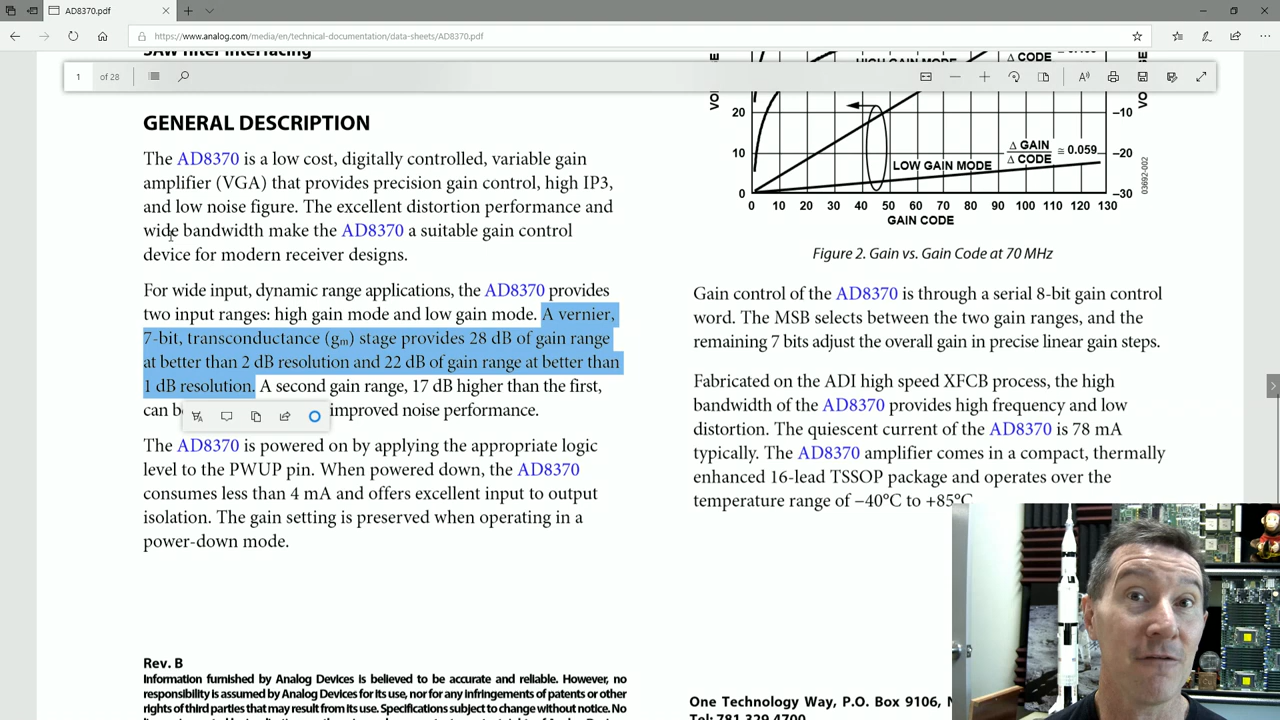 AD8370.pdf
https://www.analog.com/media/en/technical-documentation/data-sheets/AD8370.pdf
SAW filter interfacing
1 of 28
GENERAL DESCRIPTION
The AD8370 is a low cost, digitally controlled, variable gain
amplifier (VGA) that provides precision gain control, high IP3,
and low noise figure. The excellent distortion performance and
wide bandwidth make the AD8370 a suitable gain control
device for modern receiver designs.
For wide input, dynamic range applications, the AD8370 provides
two input ranges: high gain mode and low gain mode. A vernier,
7-bit, transconductance (gm) stage provides 28 dB of gain range
at better than 2 dB resolution and 22 dB of gain range at better than
1 dB resolution. A second gain range, 17 dB higher than the first,
can b improved noise performance.
The AD8370 is powered on by applying the appropriate logic
level to the PWUP pin. When powered down, the AD8370
consumes less than 4 mA and offers excellent input to output
isolation. The gain setting is preserved when operating in a
power-down mode.
Rev. B
Information furnished by Analog Devices is believed to be accurate and reliable. However, no
responsibility is assumed by Analog Devices for its use, nor for any infringements of patents or other
rights of third parties that may result from its use. Specifications subject to change without notice. No
HIGH GAIN MODE
Δ CODE
20
10
0
–10
–20
–30
LOW GAIN MODE
Δ GAIN
Δ CODE
≅ 0.059
0 10 20 30 40 50 60 70 80 90 100 110 120 130
GAIN CODE
03692-002
Figure 2. Gain vs. Gain Code at 70 MHz
Gain control of the AD8370 is through a serial 8-bit gain control
word. The MSB selects between the two gain ranges, and the
remaining 7 bits adjust the overall gain in precise linear gain steps.
Fabricated on the ADI high speed XFCB process, the high
bandwidth of the AD8370 provides high frequency and low
distortion. The quiescent current of the AD8370 is 78 mA
typically. The AD8370 amplifier comes in a compact, thermally
enhanced 16-lead TSSOP package and operates over the
temperature range of −40°C to +85°C
One Technology Way, P.O. Box 9106, N
Tel: 781.329.4700